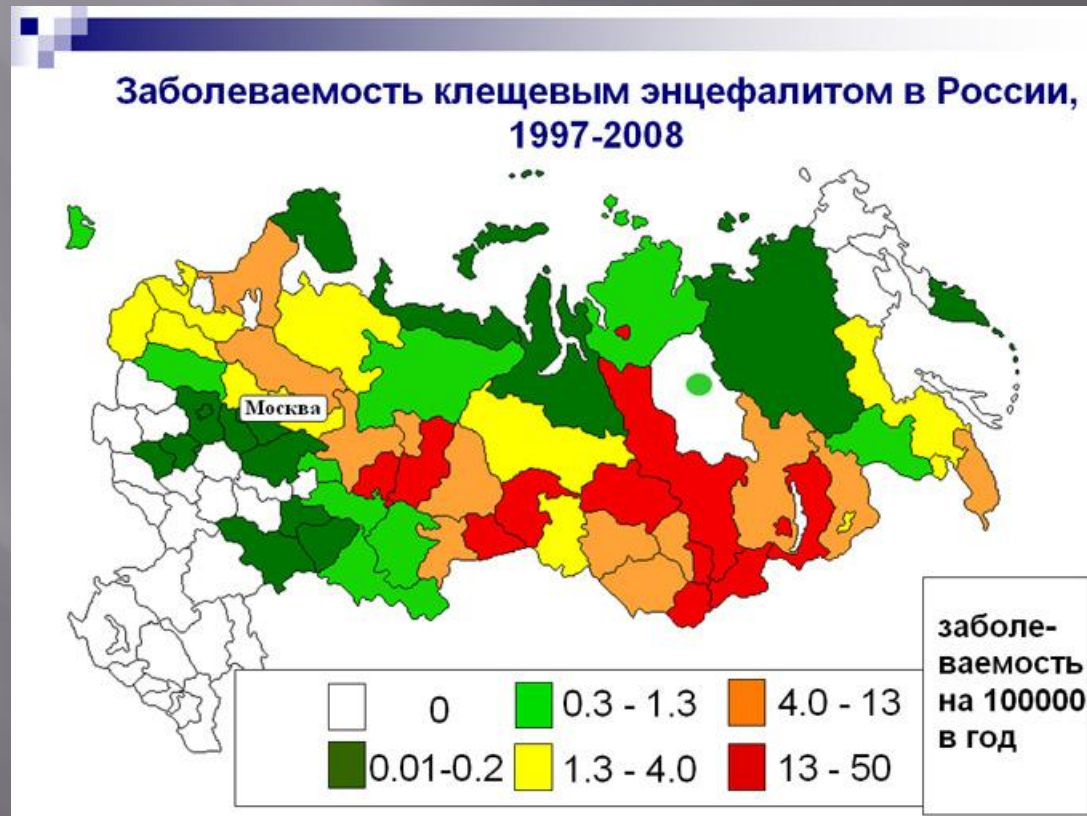 Заболеваемость клещевым энцефалитом в России,
1997-2008
Москва
0
0.3 - 1.3
4.0 - 13
0.01-0.2
1.3 - 4.0
13 - 50
заболе-
ваемость
на 100000
в год